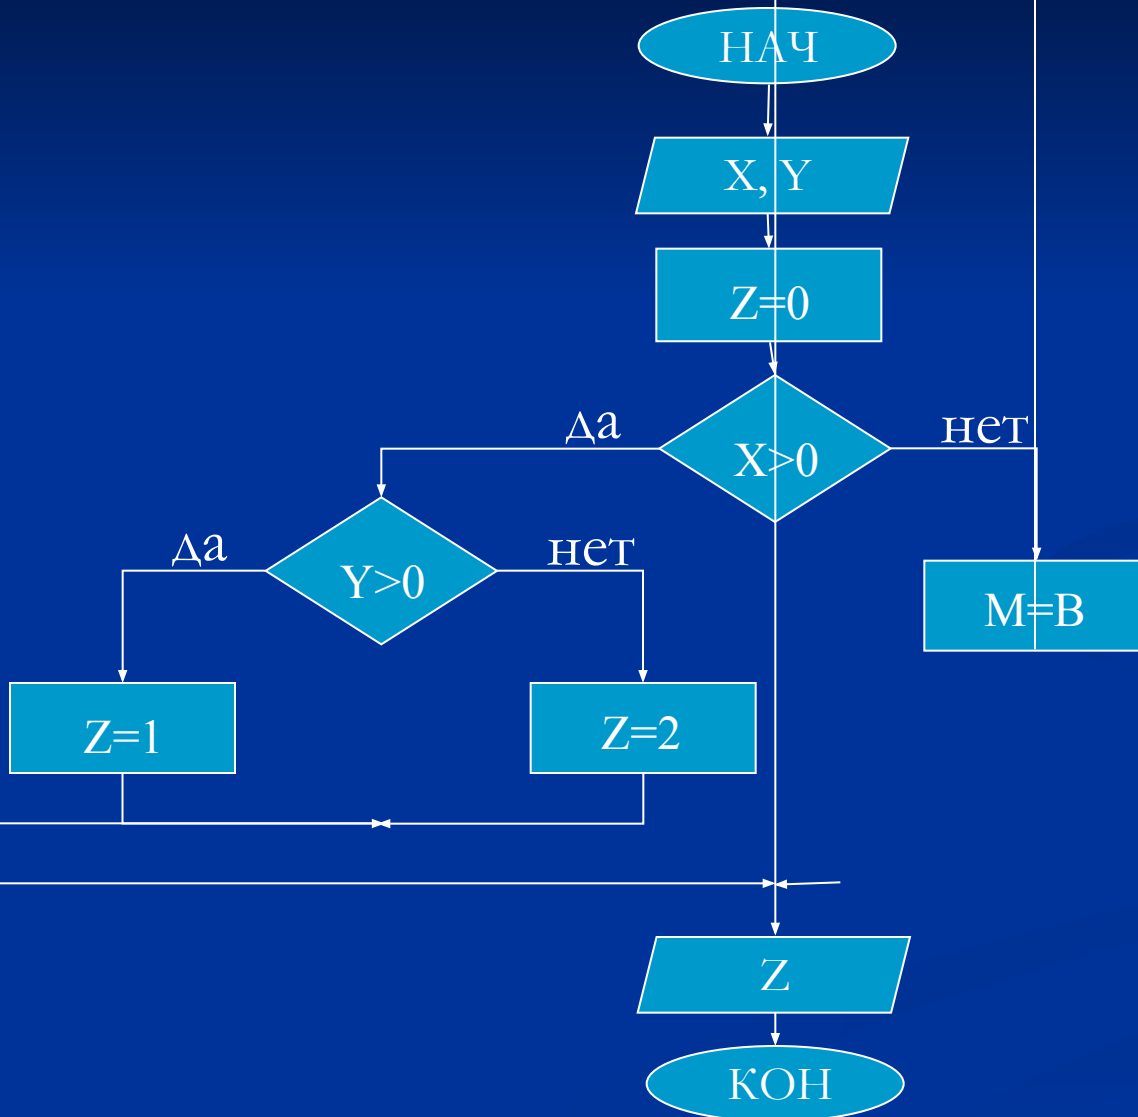 НАЧ
X, Y
Z=0
X>0
да
нет
Y>0
да
нет
M=B
Z=1
Z=2
Z
КОН